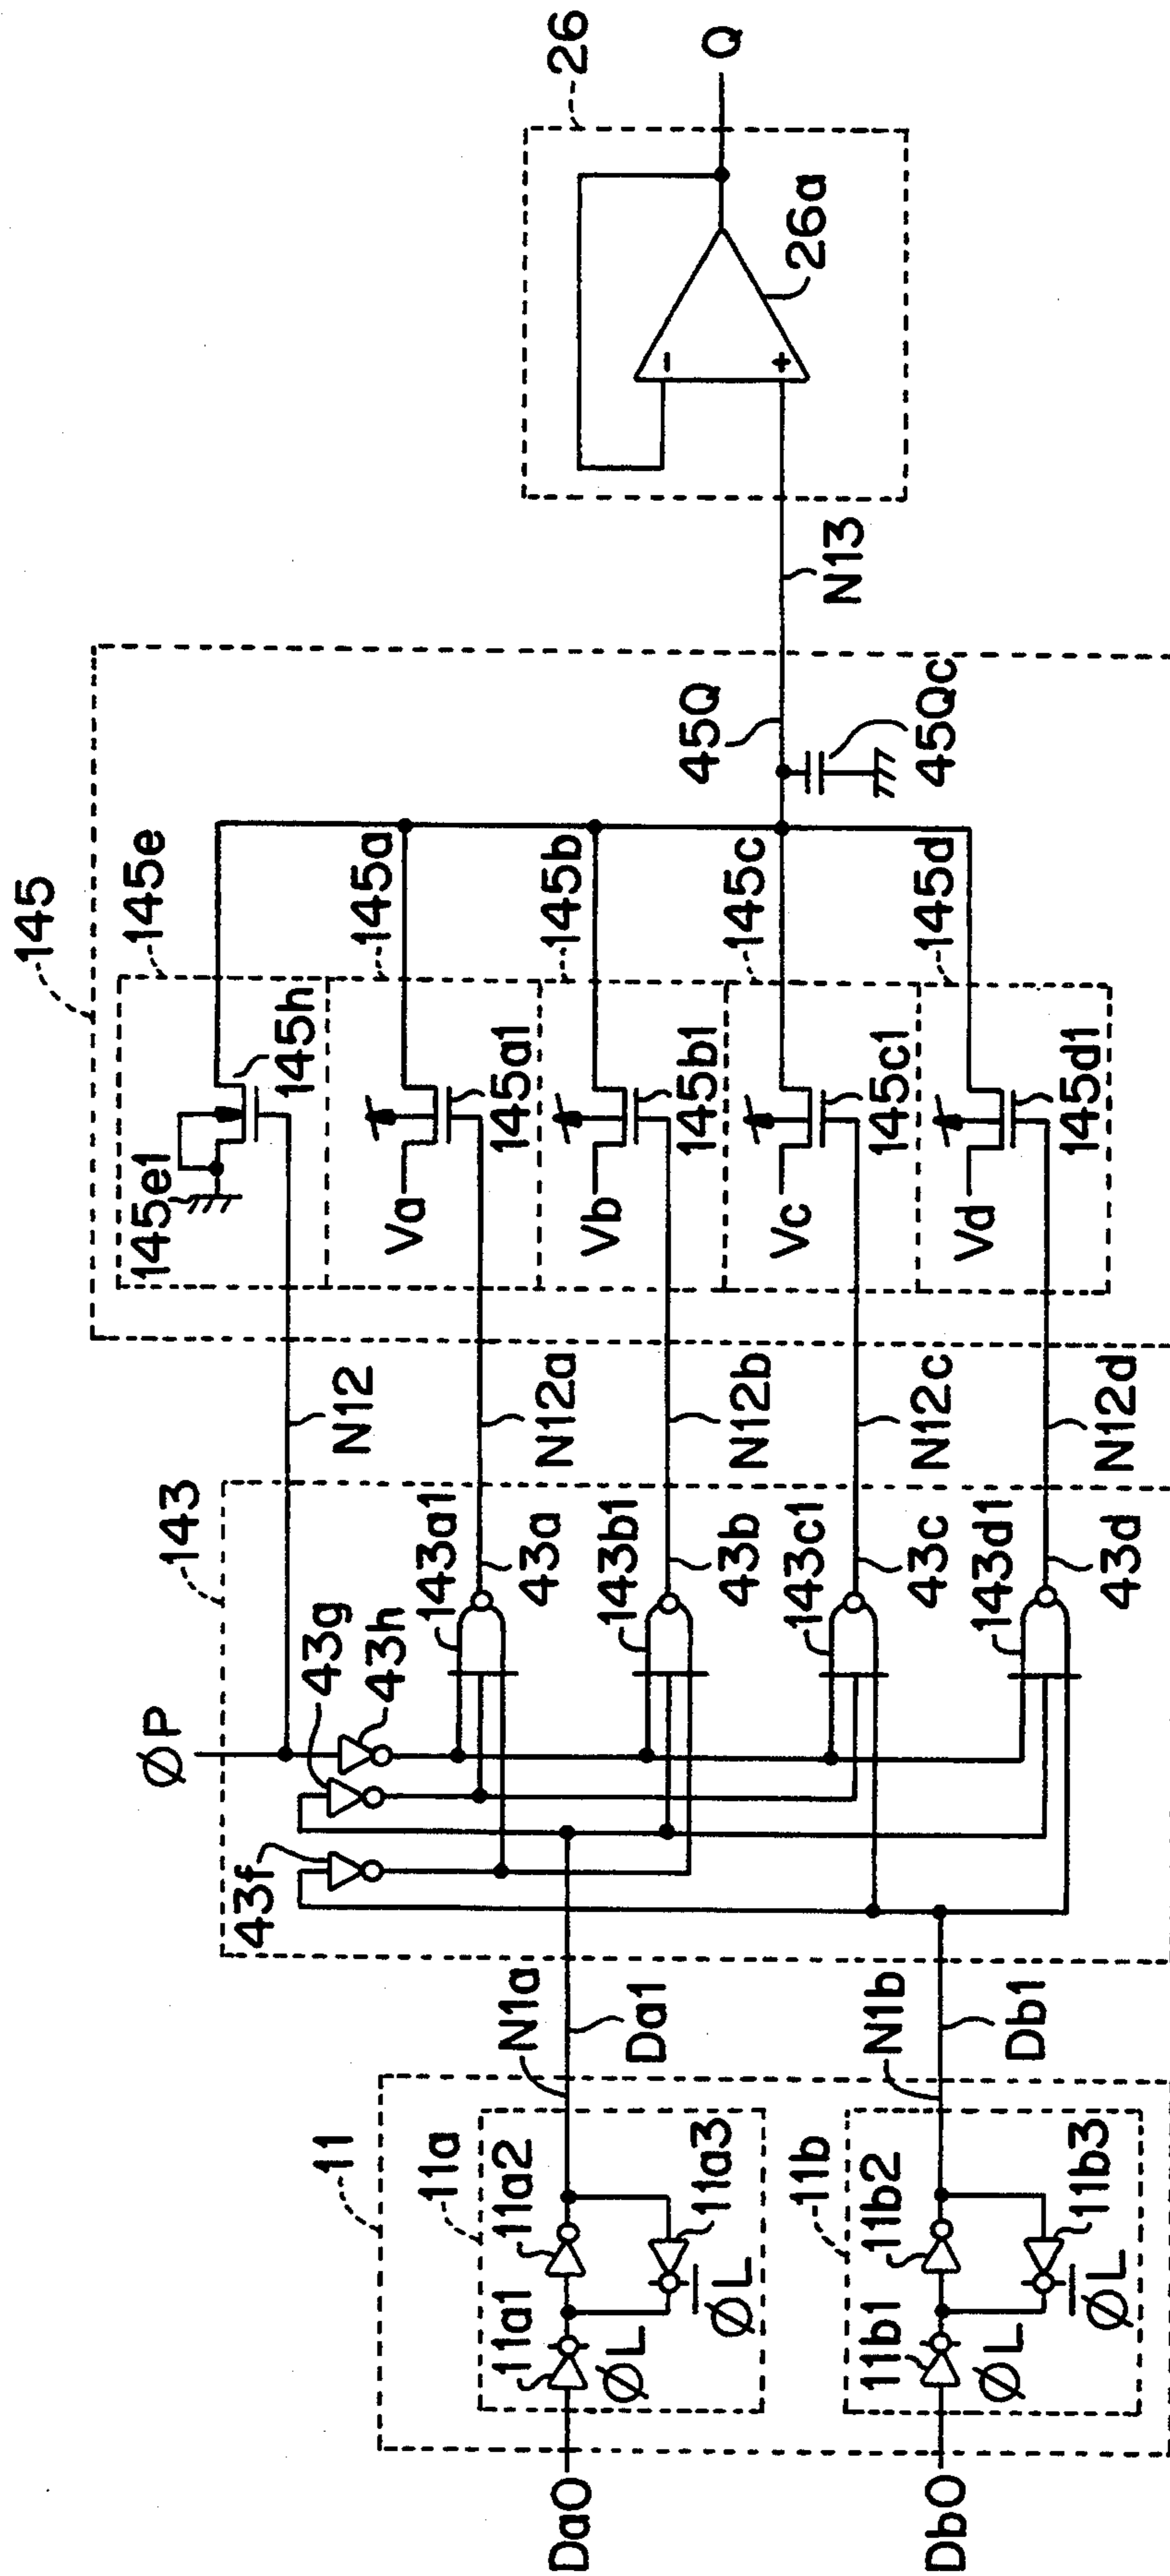 145
145e
145e1
145h
145a
145b
145c
145d
Va
145a1
Vb
145b1
Vc
145c1
Vd
145d1
45Q
45Qc
N13
26
26a
-
+
Q
ØP
143
43g
43h
43f
143a1
43a
143b1
43b
143c1
43c
143d1
43d
N12
N12a
N12b
N12c
N12d
11
11a
11a1
11a2
11a3
ØL
ØL
11b
11b1
11b2
11b3
ØL
ØL
N1a
Da1
N1b
Db1
Da0
Db0